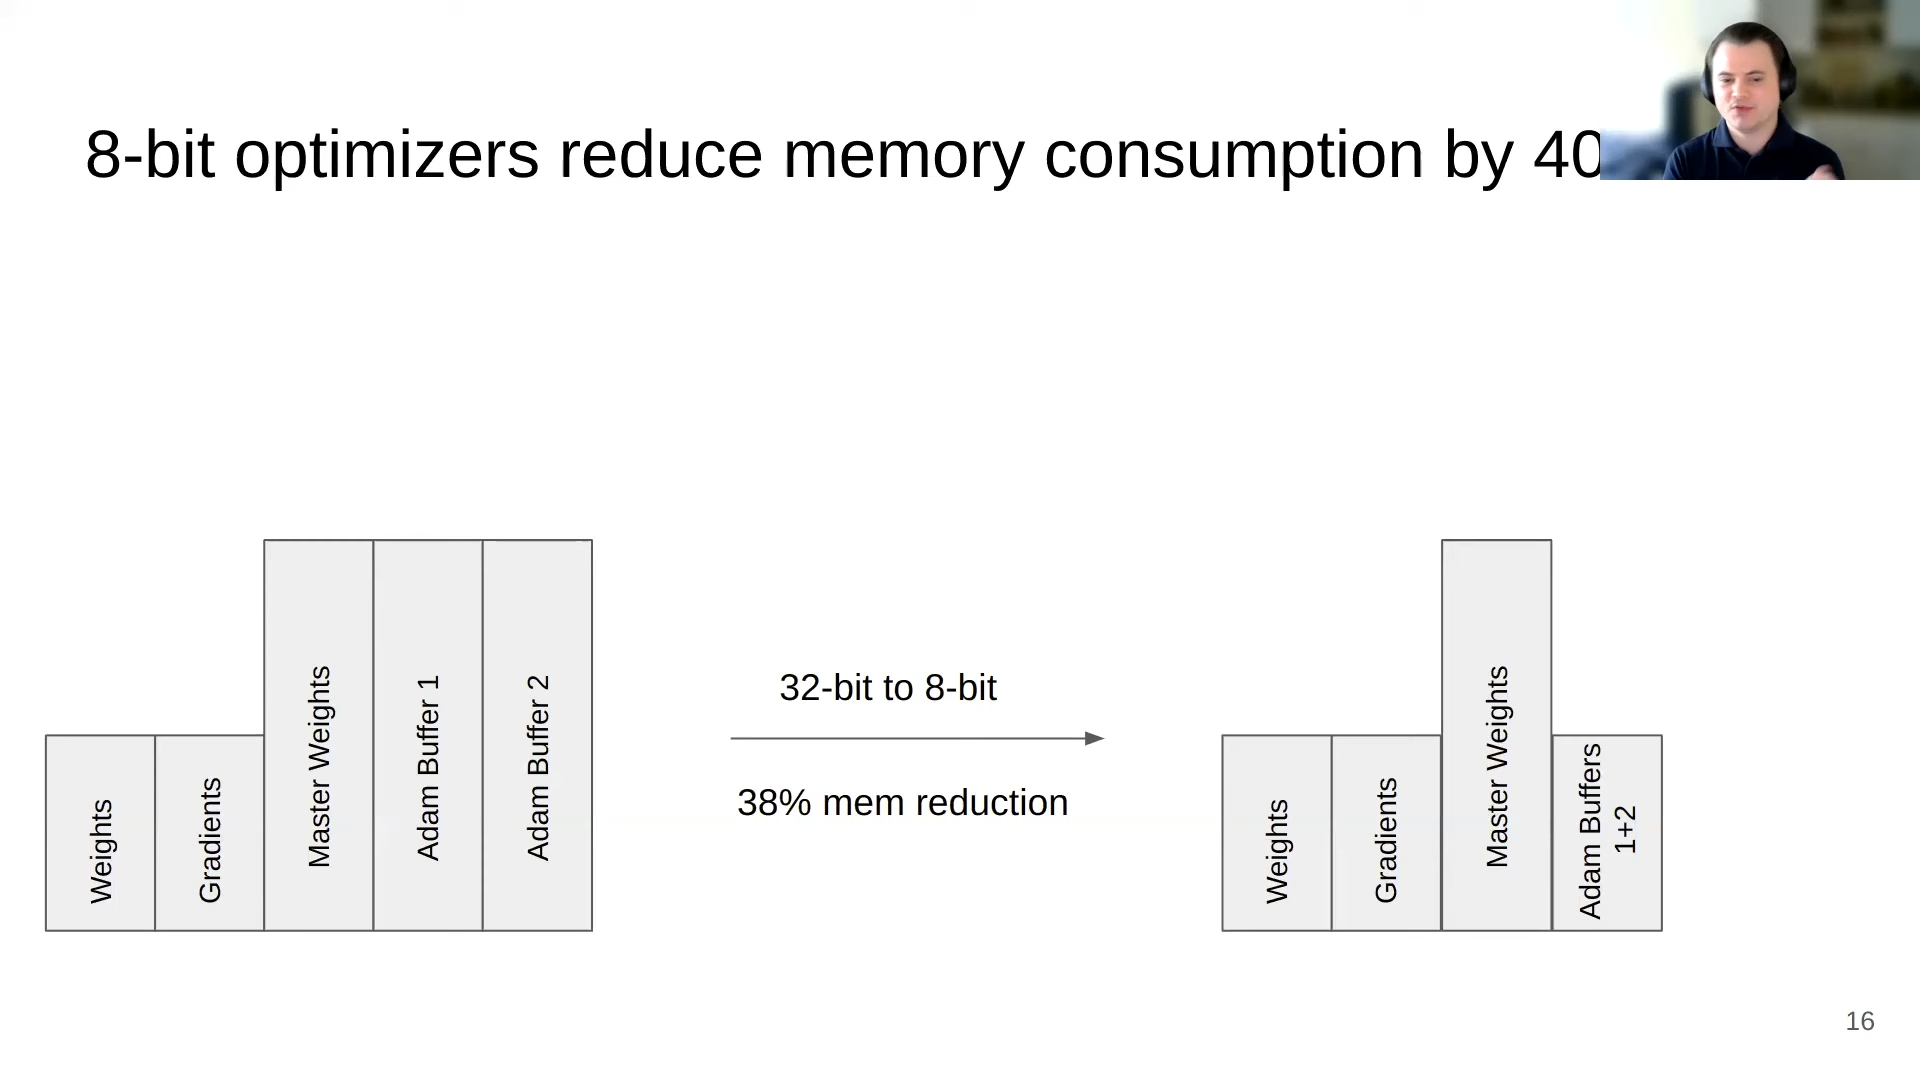 8-bit optimizers reduce memory consumption by 40
Weights
Gradients
Master Weights
Adam Buffer 1
Adam Buffer 2
32-bit to 8-bit
38% mem reduction
Weights
Gradients
Master Weights
Adam Buffers
1+2
16